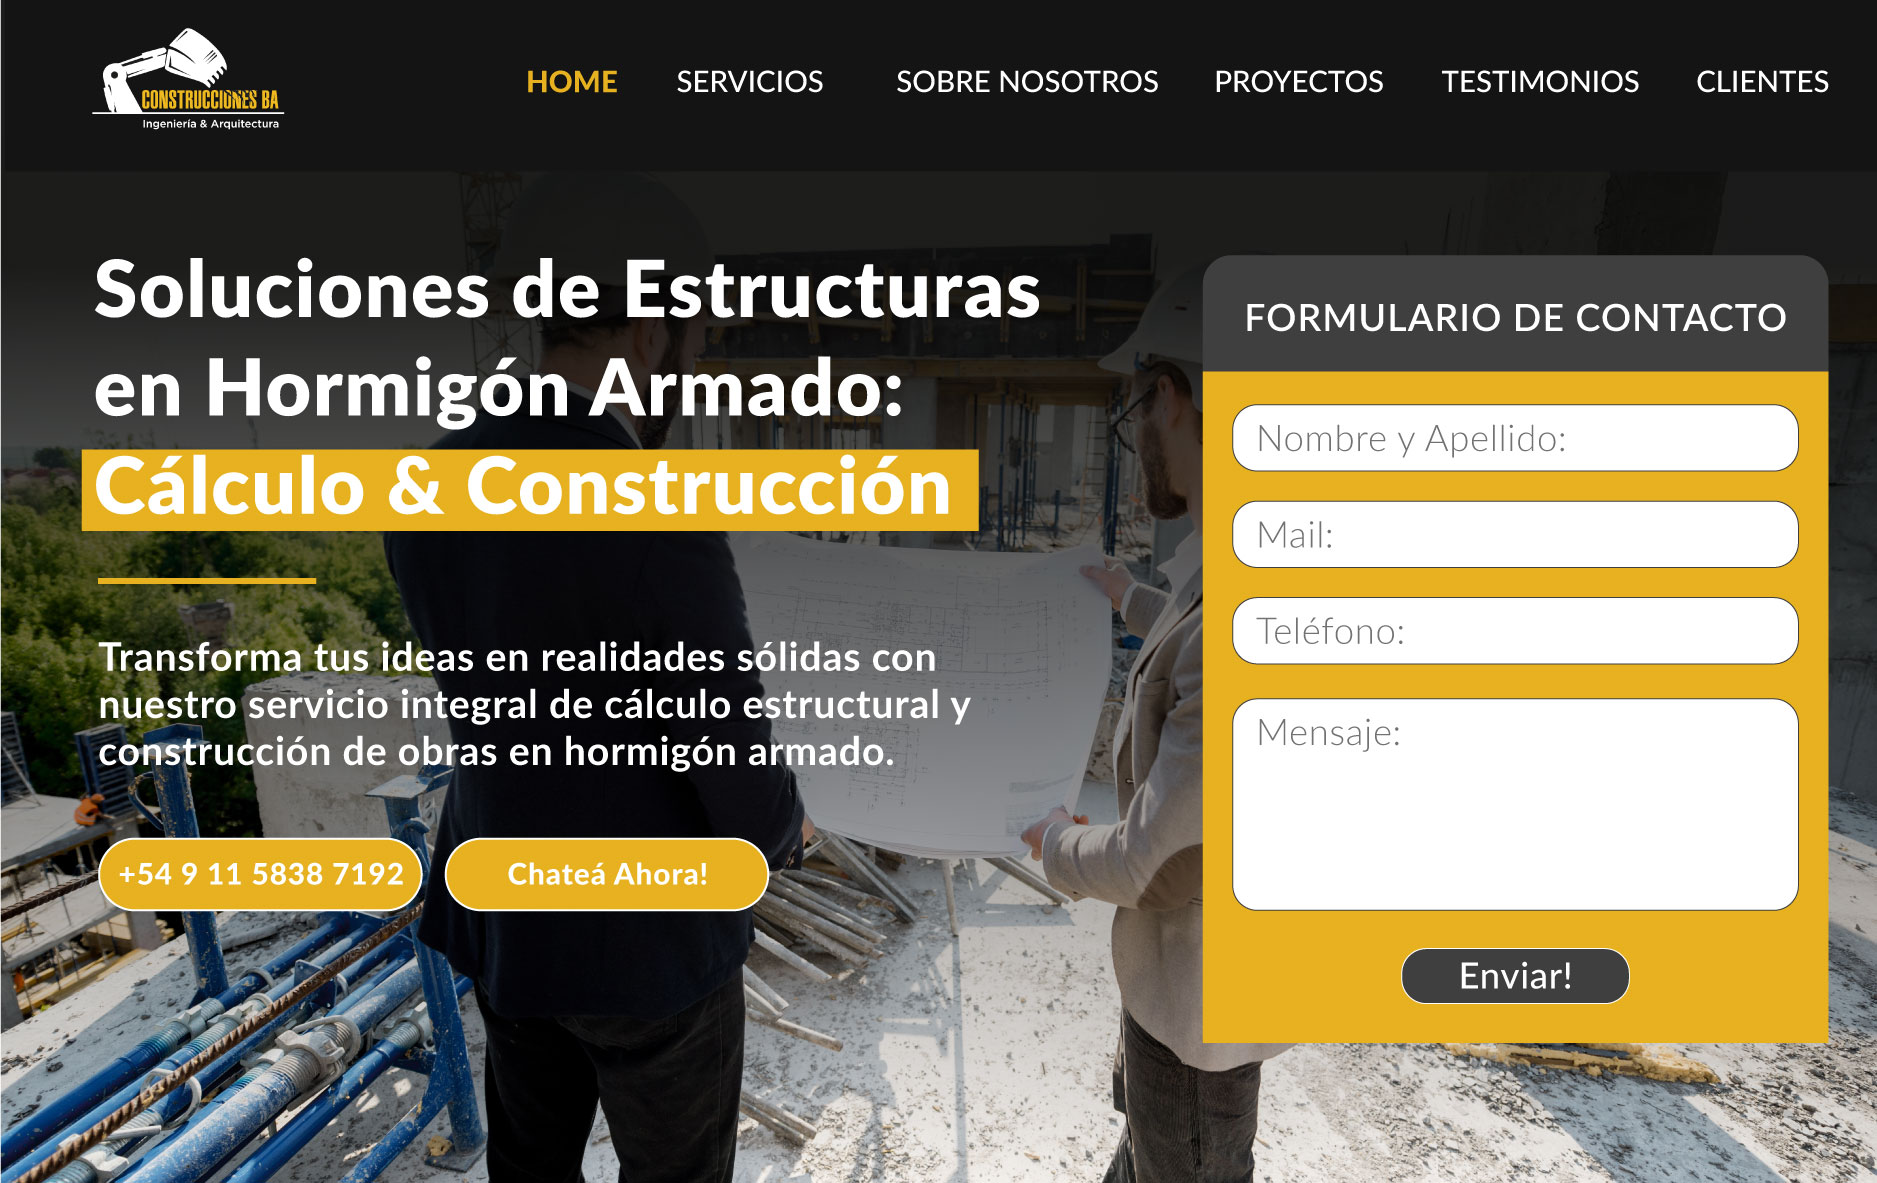 CONSTRUCCIONES BA
Ingeniería & Arquitectura
HOME
SERVICIOS
SOBRE NOSOTROS
PROYECTOS
TESTIMONIOS
CLIENTES
Soluciones de Estructuras
en Hormigón Armado:
Cálculo & Construcción
Transforma tus ideas en realidades sólidas con
nuestro servicio integral de cálculo estructural y
construcción de obras en hormigón armado.
+54 9 11 5838 7192
Chateá Ahora!
FORMULARIO DE CONTACTO
Nombre y Apellido:
Mail:
Teléfono:
Mensaje:
Enviar!